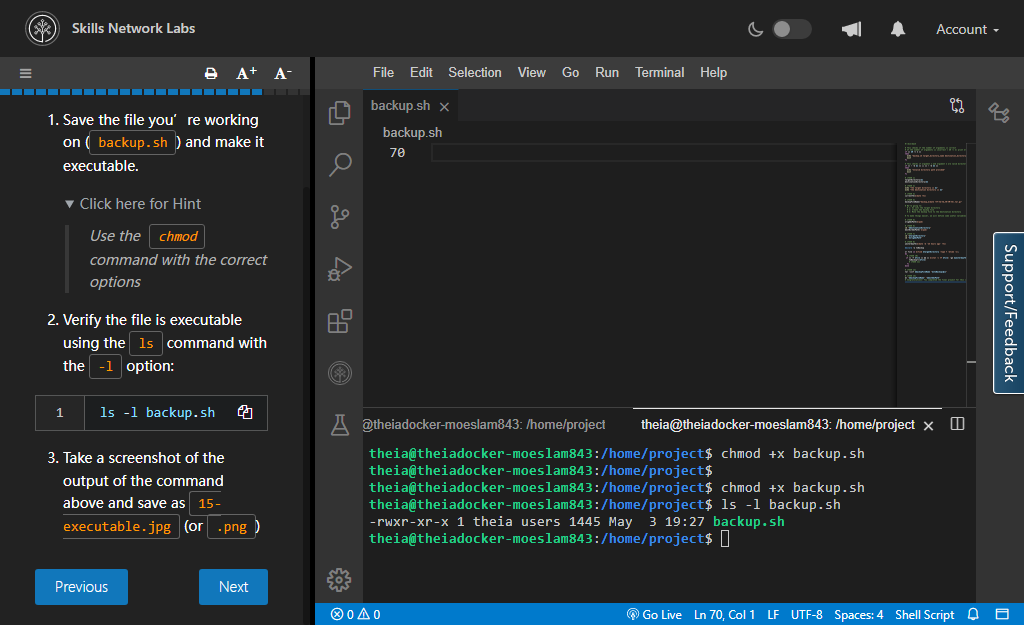 Skills Network Labs
Account
A+ A-
File Edit Selection View Go Run Terminal Help
1. Save the file you’re working
on ( backup.sh ) and make it
executable.
▼ Click here for Hint
Use the chmod
command with the correct
options
2. Verify the file is executable
using the ls command with
the -l option:
1 ls -l backup.sh
3. Take a screenshot of the
output of the command
above and save as 15-
executable.jpg (or .png )
Previous Next
backup.sh
backup.sh
70
Support/Feedback
@theiadocker-moeslam843: /home/project theia@theiadocker-moeslam843: /home/project
theia@theiadocker-moeslam843:/home/project$ chmod +x backup.sh
theia@theiadocker-moeslam843:/home/project$
theia@theiadocker-moeslam843:/home/project$ chmod +x backup.sh
theia@theiadocker-moeslam843:/home/project$ ls -l backup.sh
-rwxr-xr-x 1 theia users 1445 May  3 19:27 backup.sh
theia@theiadocker-moeslam843:/home/project$
0 0 Go Live Ln 70, Col 1 LF UTF-8 Spaces: 4 Shell Script